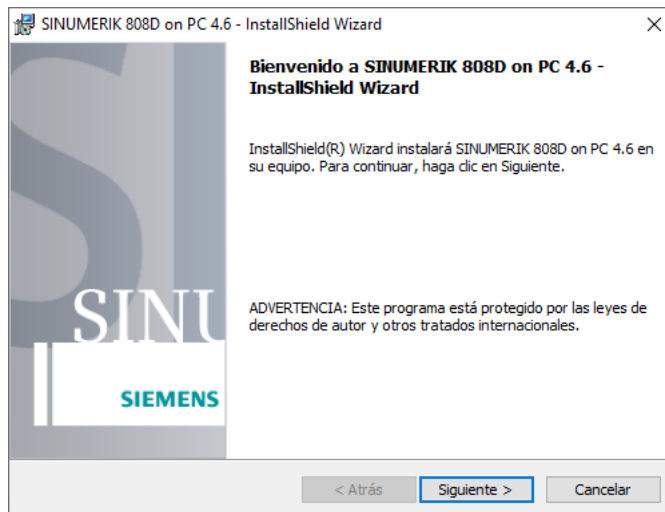 SINUMERIK 808D on PC 4.6 - InstallShield Wizard
Bienvenido a SINUMERIK 808D on PC 4.6 -
InstallShield Wizard
InstallShield(R) Wizard instalará SINUMERIK 808D on PC 4.6 en
su equipo. Para continuar, haga clic en Siguiente.
ADVERTENCIA: Este programa está protegido por las leyes de
derechos de autor y otros tratados internacionales.
SINU
SIEMENS
< Atrás
Siguiente >
Cancelar